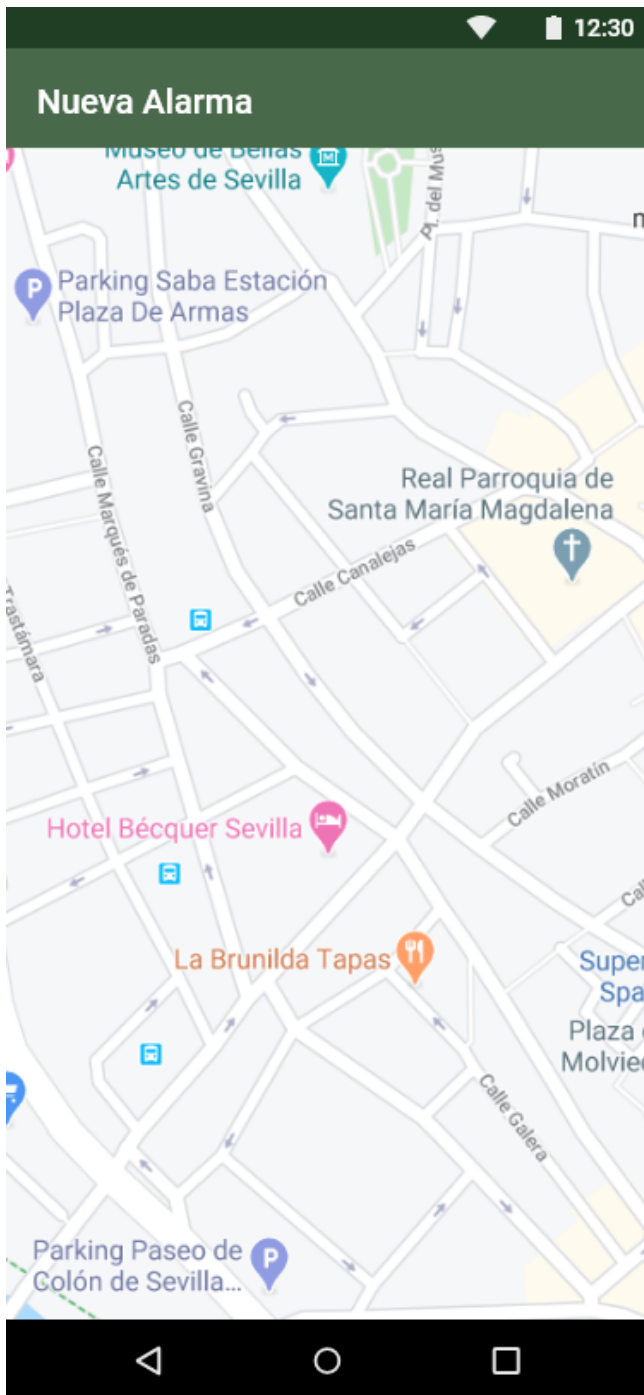 12:30
Nueva Alarma
Museo de Bellas
Artes de Sevilla
Pl. del Mus
Parking Saba Estación
Plaza De Armas
Calle Gravina
Calle Marqués de Paradas
Real Parroquia de
Santa María Magdalena
Calle Canalejas
Trastámara
Calle Moratín
Hotel Bécquer Sevilla
La Brunilda Tapas
Super
Spa
Plaza
Molvied
Calle Galera
Parking Paseo de
Colón de Sevilla...